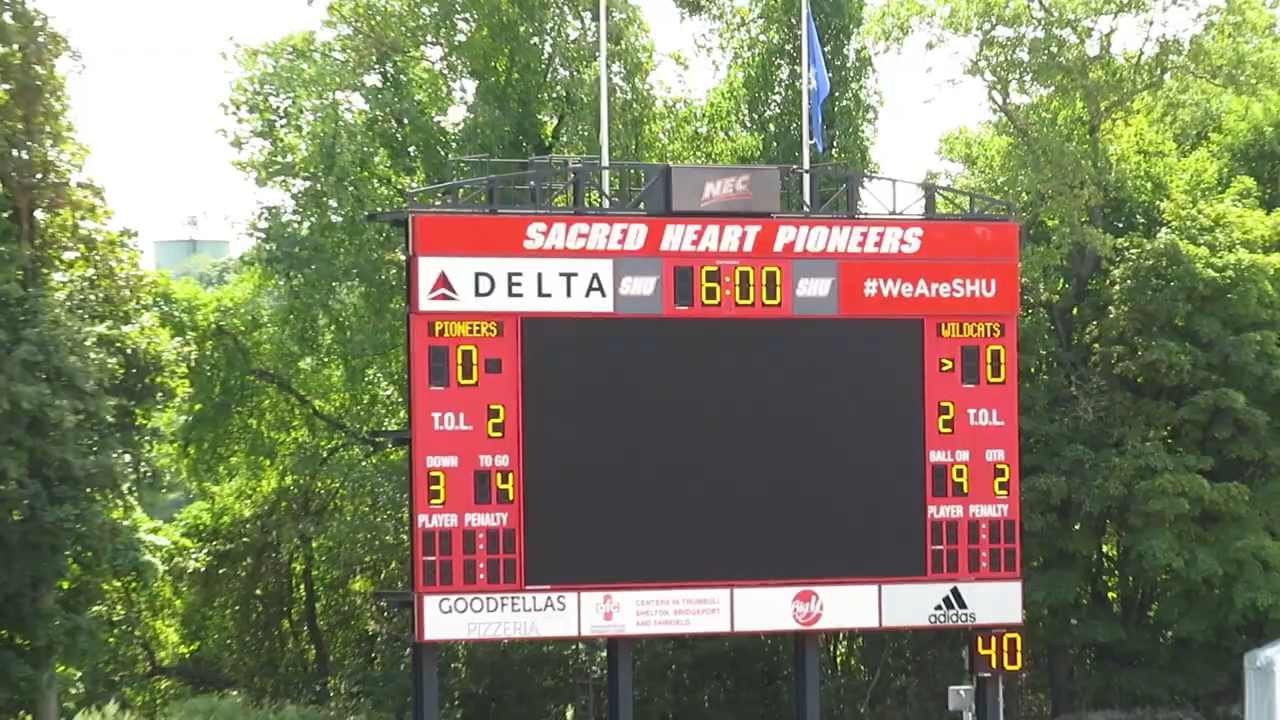 NEC
SACRED HEART PIONEERS
DELTA SHU 6:00 SHU #WeAreSHU
PIONEERS
0
T.O.L. 2
DOWN TO GO
3 4
PLAYER PENALTY
WILDCATS
> 0
2 T.O.L.
BALL ON QTR
9 2
PLAYER PENALTY
GOODFELLAS
PIZZERIA
afc
CENTERS IN TRUMBULL
SHELTON, BRIDGEPORT
AND FAIRFIELD
Big Y
adidas
40